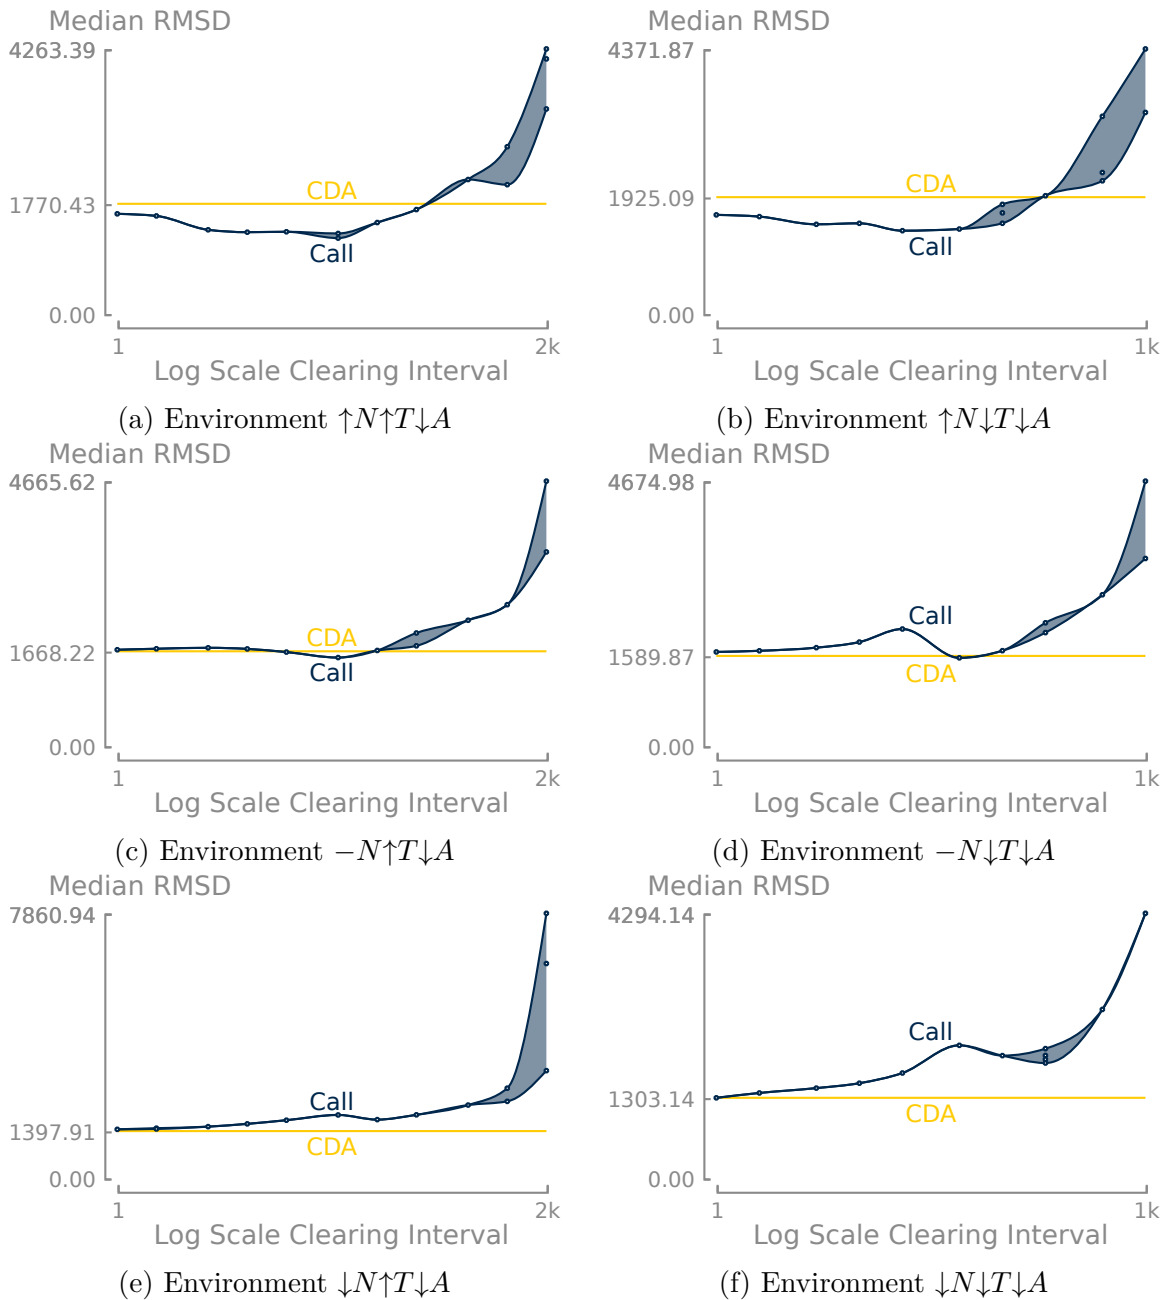 Median RMSD
4263.39
CDA
1770.43
Call
0.00
1
2k
Log Scale Clearing Interval
(a) Environment ↑N↑T↓A
Median RMSD
4371.87
CDA
1925.09
Call
0.00
1
1k
Log Scale Clearing Interval
(b) Environment ↑N↓T↓A
Median RMSD
4665.62
CDA
1668.22
Call
0.00
1
2k
Log Scale Clearing Interval
(c) Environment −N↑T↓A
Median RMSD
4674.98
Call
1589.87
CDA
0.00
1
1k
Log Scale Clearing Interval
(d) Environment −N↓T↓A
Median RMSD
7860.94
Call
1397.91
CDA
0.00
1
2k
Log Scale Clearing Interval
(e) Environment ↓N↑T↓A
Median RMSD
4294.14
Call
1303.14
CDA
0.00
1
1k
Log Scale Clearing Interval
(f) Environment ↓N↓T↓A